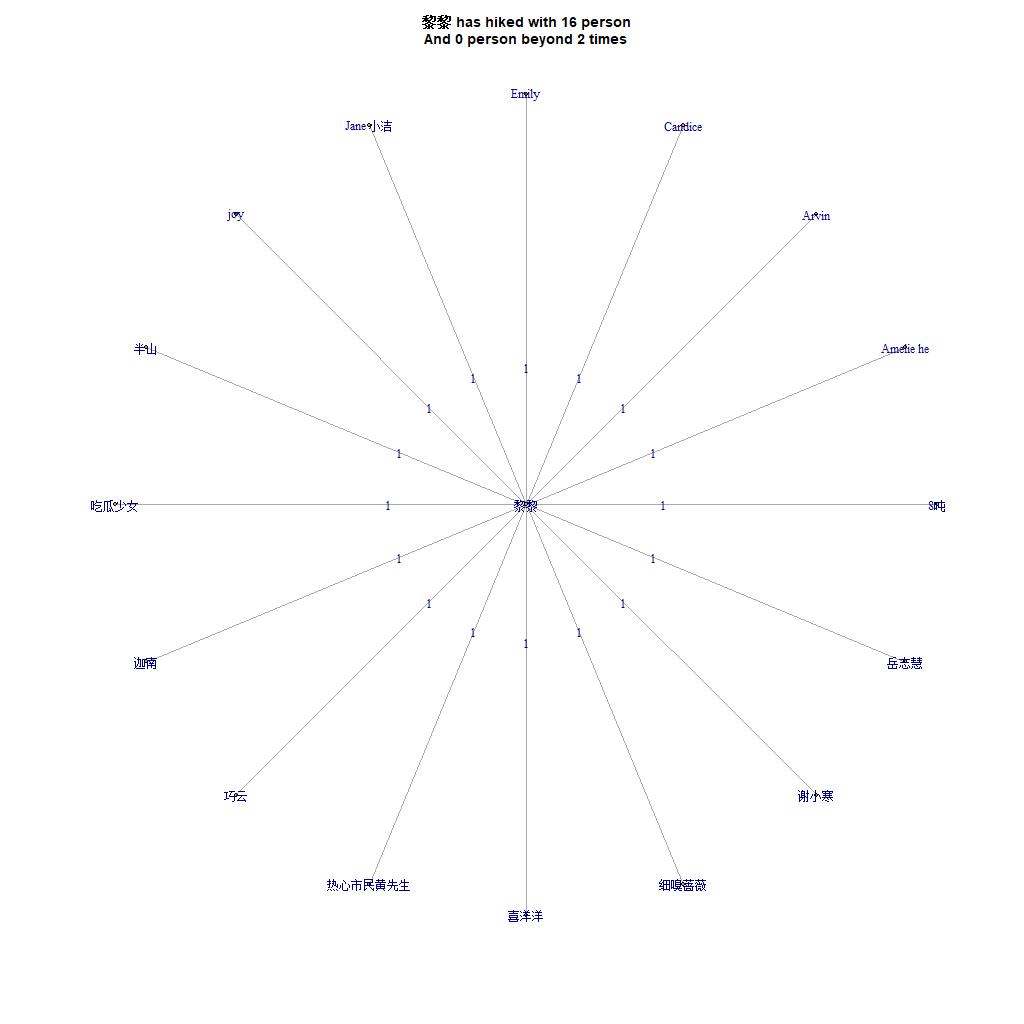 黎黎 has hiked with 16 person
And 0 person beyond 2 times
Emily
Jane小洁
Candice
joy
Arvin
半山
Amelie he
1
1
1
1
1
1
1
吃瓜少女
1
黎黎
1
8吨
1
1
1
1
1
1
1
迦南
岳志慧
巧云
谢小寒
热心市民黄先生
细嗅蔷薇
喜洋洋